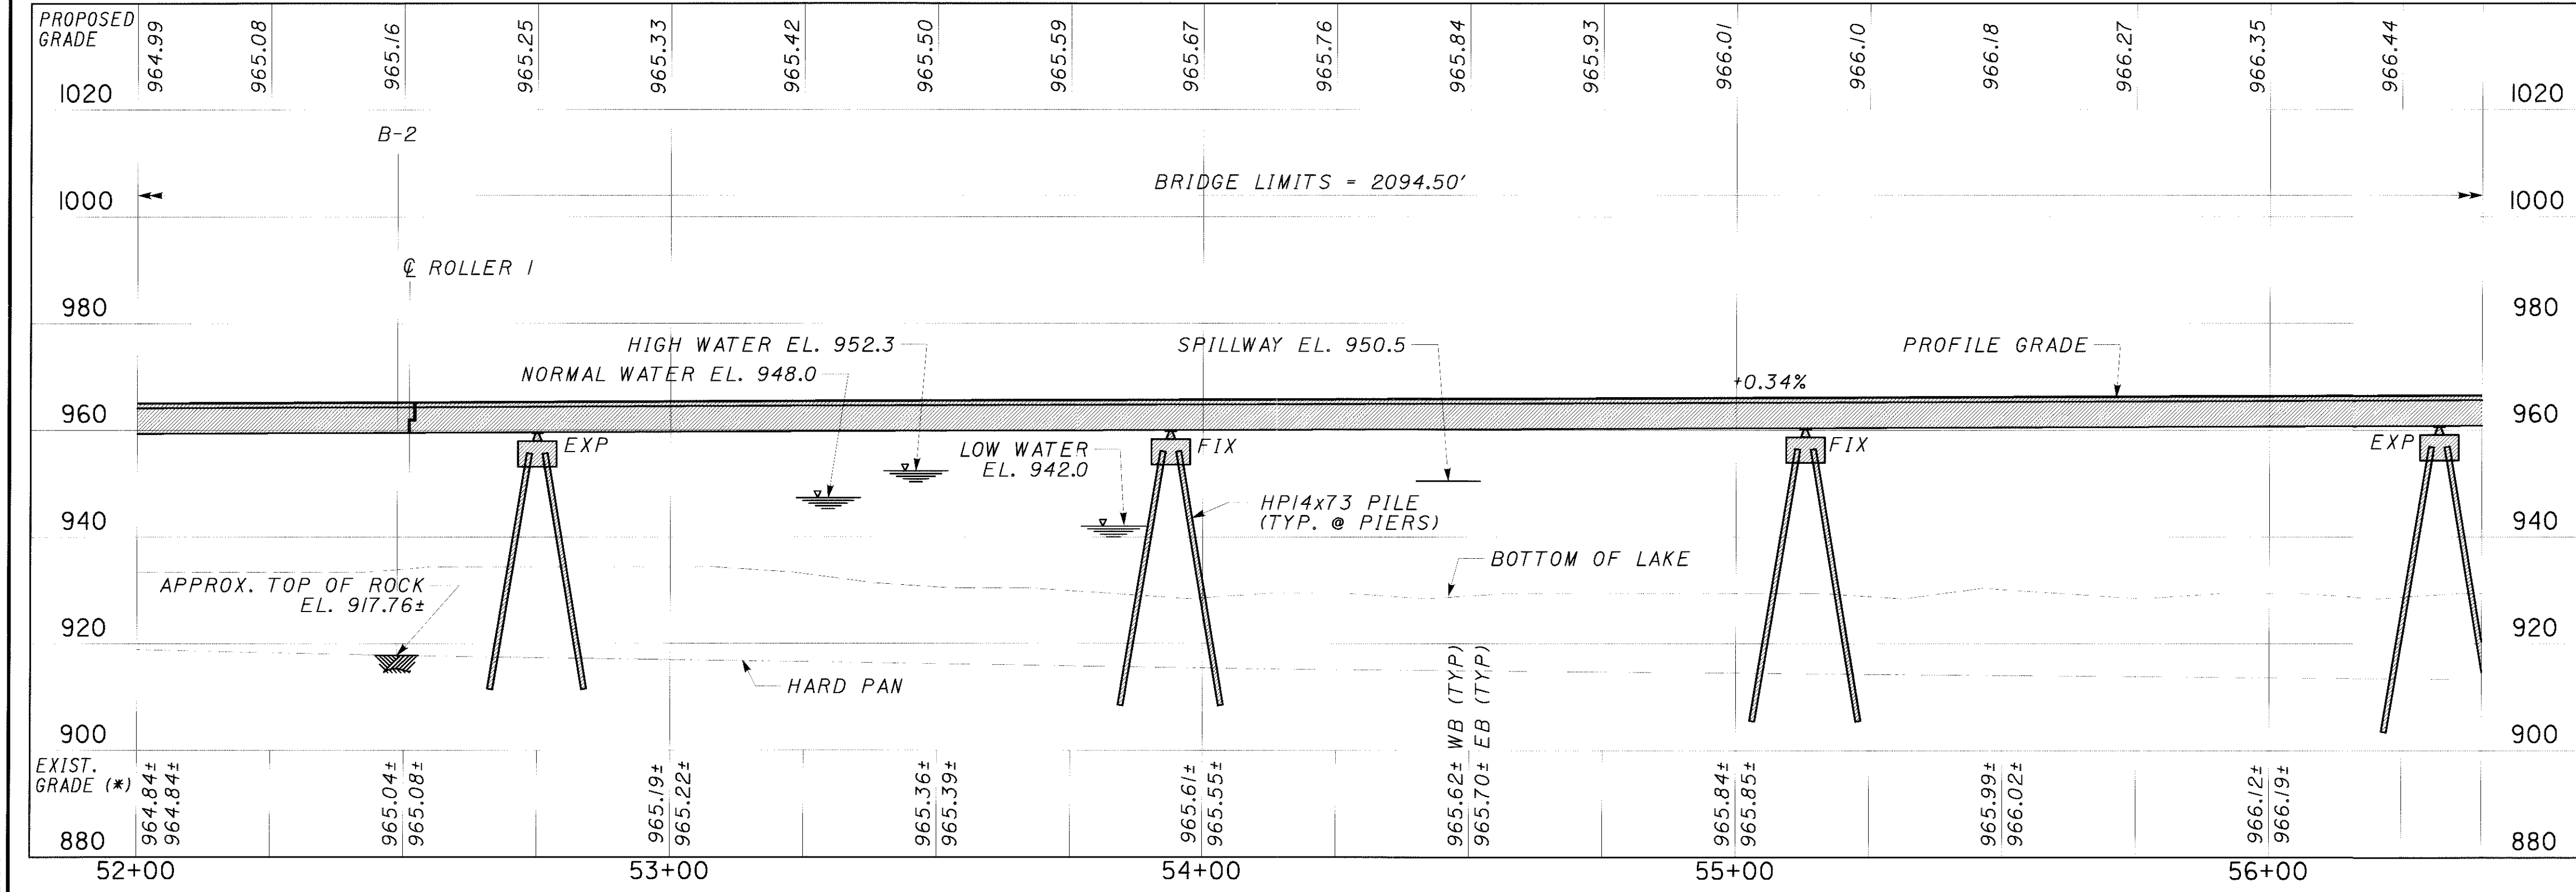 PROPOSED
GRADE
964.99
965.08
965.16
965.25
965.33
965.42
965.50
965.59
965.67
965.76
965.84
965.93
966.01
966.10
966.18
966.27
966.35
966.44
1020
1020
B-2
BRIDGE LIMITS = 2094.50'
1000
1000
℄ ROLLER 1
980
980
HIGH WATER EL. 952.3
SPILLWAY EL. 950.5
PROFILE GRADE
NORMAL WATER EL. 948.0
+0.34%
960
960
EXP
LOW WATER
EL. 942.0
FIX
FIX
EXP
HP14x73 PILE
(TYP. @ PIERS)
940
940
BOTTOM OF LAKE
APPROX. TOP OF ROCK
EL. 917.76±
920
920
HARD PAN
900
900
EXIST.
GRADE (*)
964.84±
964.84±
965.04±
965.08±
965.19±
965.22±
965.36±
965.39±
965.61±
965.55±
965.62± WB (TYP)
965.70± EB (TYP)
965.84±
965.85±
965.99±
966.02±
966.12±
966.19±
880
880
52+00
53+00
54+00
55+00
56+00